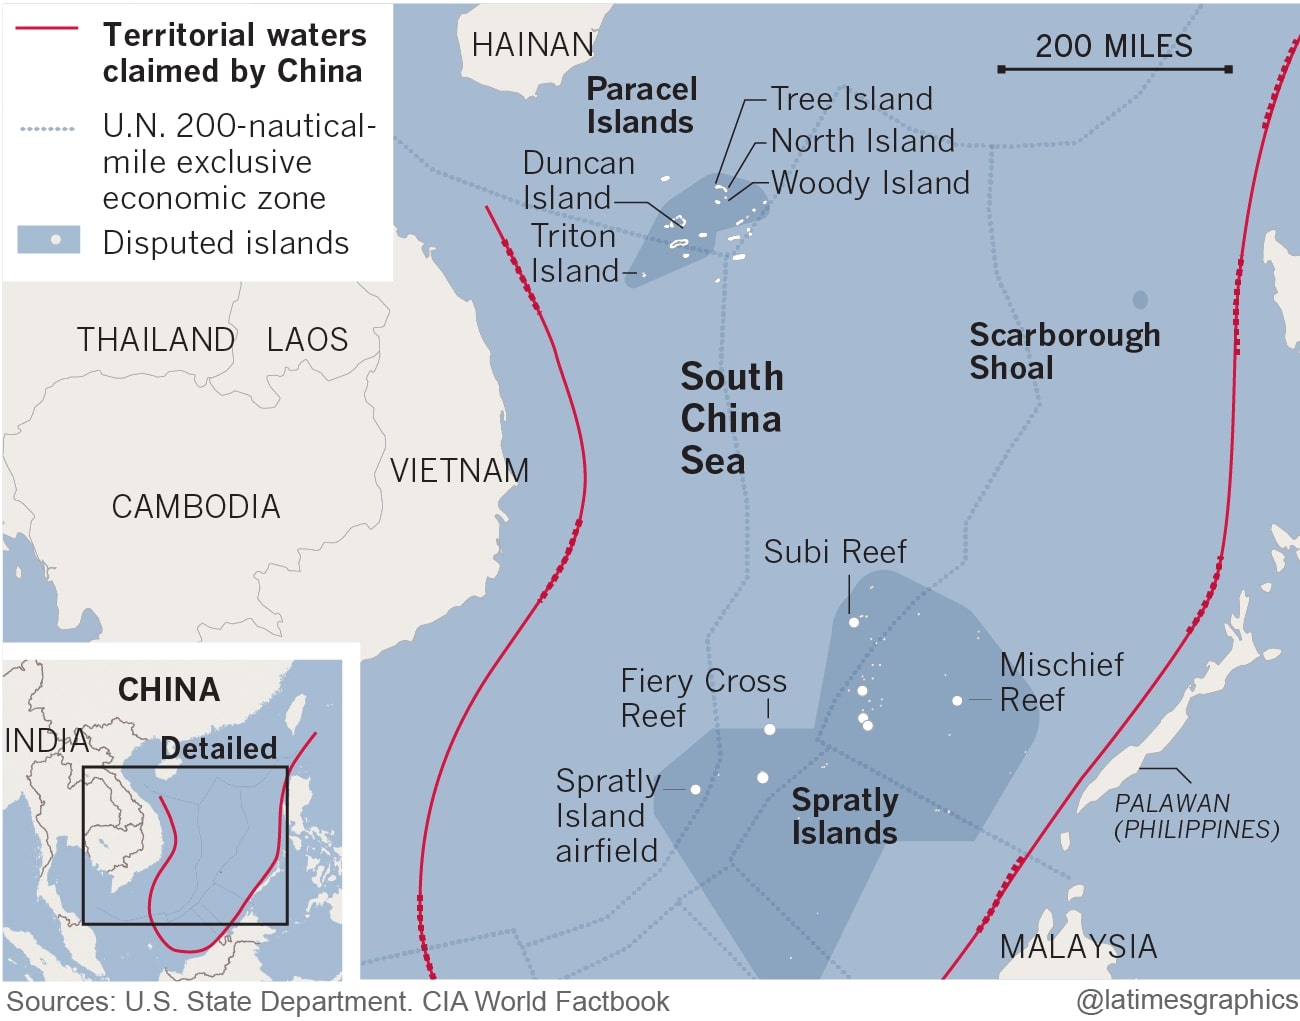 Territorial waters
claimed by China
U.N. 200-nautical-
mile exclusive
economic zone
Disputed islands
HAINAN
200 MILES
Paracel
Islands
Tree Island
North Island
Woody Island
Duncan
Island
Triton
Island
THAILAND
LAOS
Scarborough
Shoal
South
China
Sea
VIETNAM
CAMBODIA
Subi Reef
Fiery Cross
Reef
Mischief
Reef
Spratly
Island
airfield
Spratly
Islands
PALAWAN
(PHILIPPINES)
MALAYSIA
CHINA
INDIA
Detailed
Sources: U.S. State Department. CIA World Factbook
@latimesgraphics